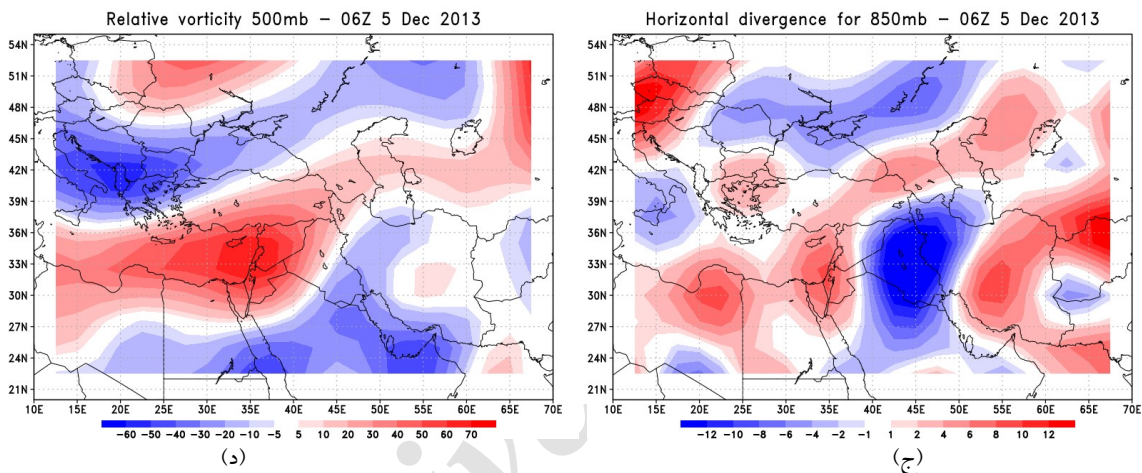 Relative vorticity 500mb – 06Z 5 Dec 2013
54N
51N
48N
45N
42N
39N
36N
33N
30N
27N
24N
21N
10E 15E 20E 25E 30E 35E 40E 45E 50E 55E 60E 65E 70E
−60 −50 −40 −30 −20 −10 −5 5 10 20 30 40 50 60 70
(د)
Horizontal divergence for 850mb – 06Z 5 Dec 2013
54N
51N
48N
45N
42N
39N
36N
33N
30N
27N
24N
21N
10E 15E 20E 25E 30E 35E 40E 45E 50E 55E 60E 65E 70E
−12 −10 −8 −6 −4 −2 −1 1 2 4 6 8 10 12
(ج)